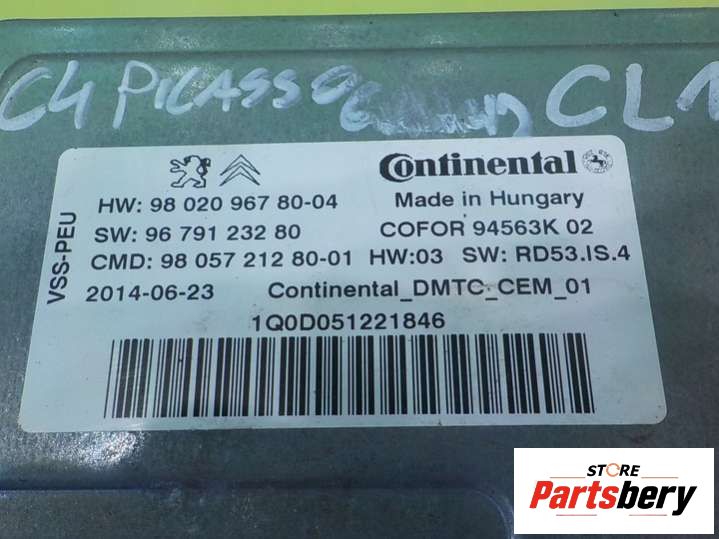 C4 PICASSO CL1
Continental
HW: 98 020 967 80-04
Made in Hungary
SW: 96 791 232 80
COFOR 94563K 02
CMD: 98 057 212 80-01 HW:03 SW: RD53.IS.4
2014-06-23 Continental_DMTC_CEM_01
1Q0D051221846
VSS-PEU
STORE
Partsbery